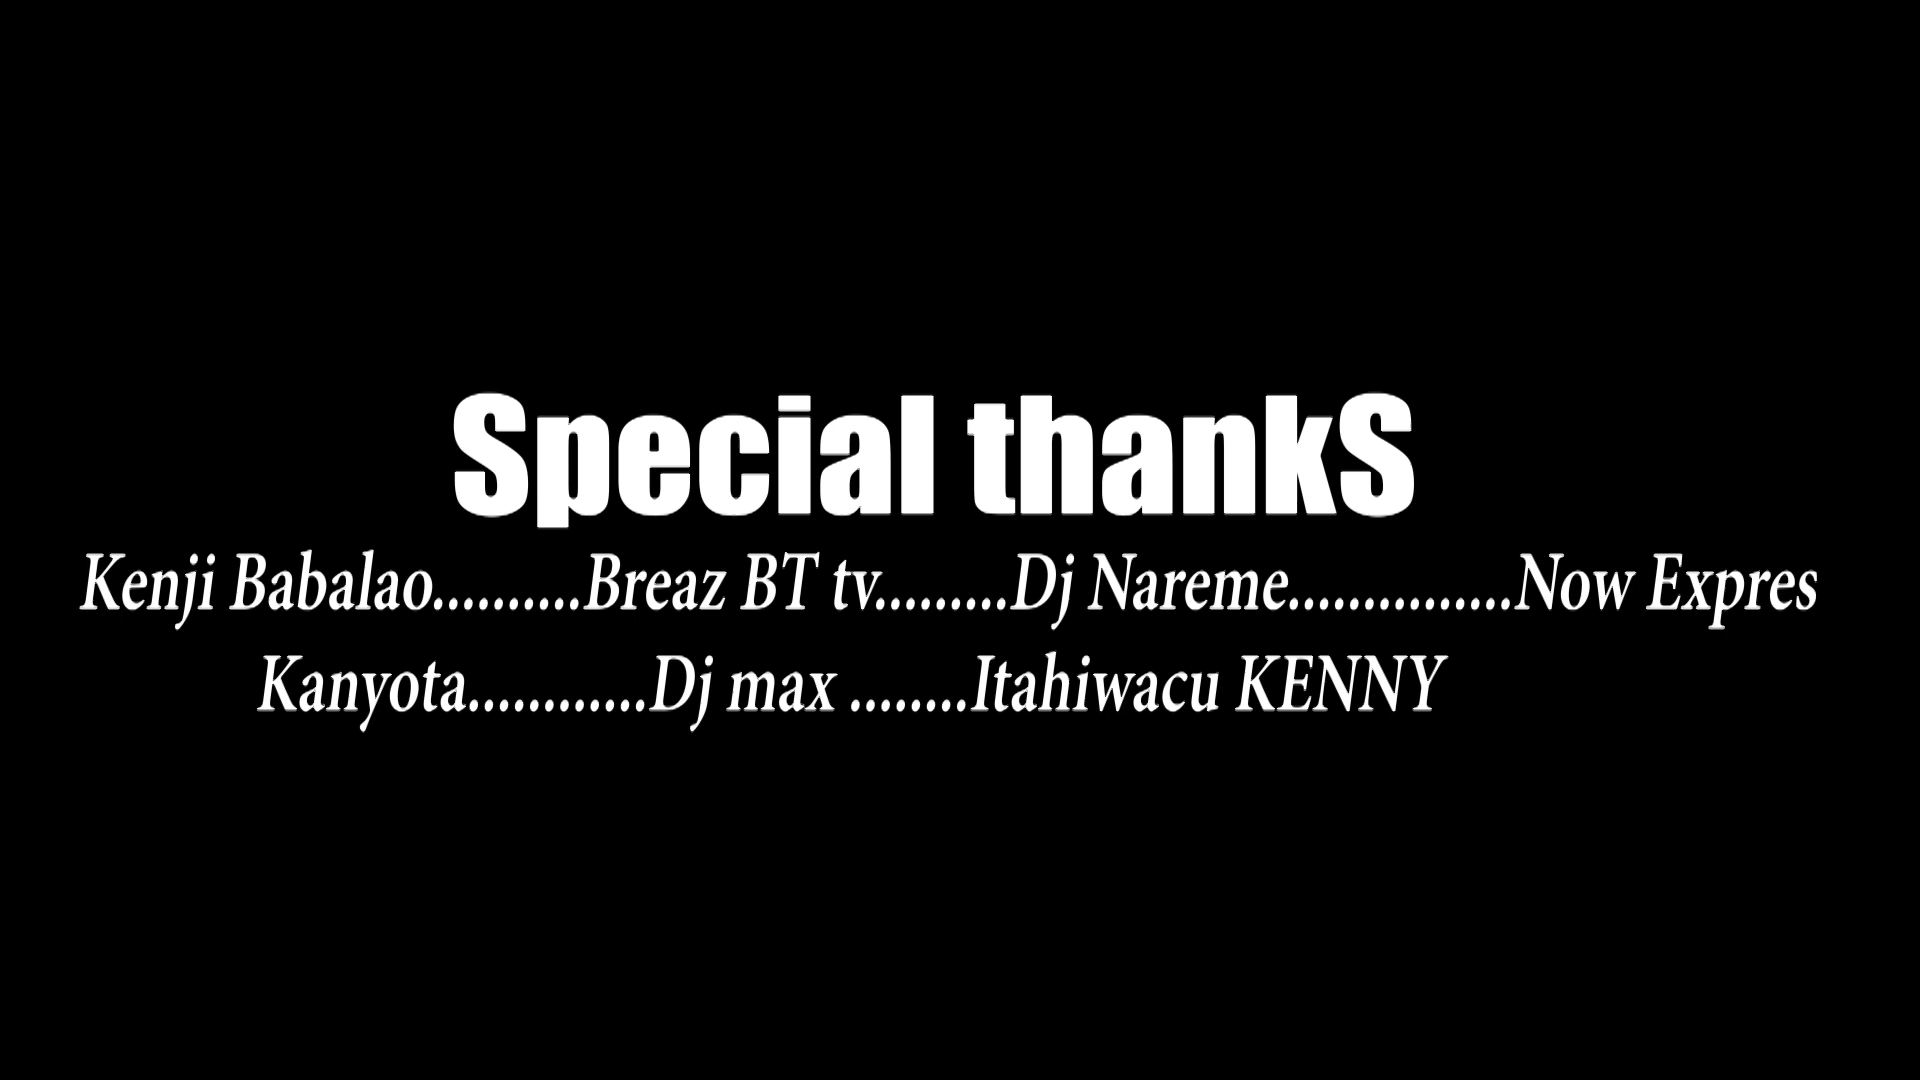 Special thankS
Kenji Babalao..........Breaz BT tv.........Dj Nareme...............Now Expres
Kanyota............Dj max ........Itahiwacu KENNY